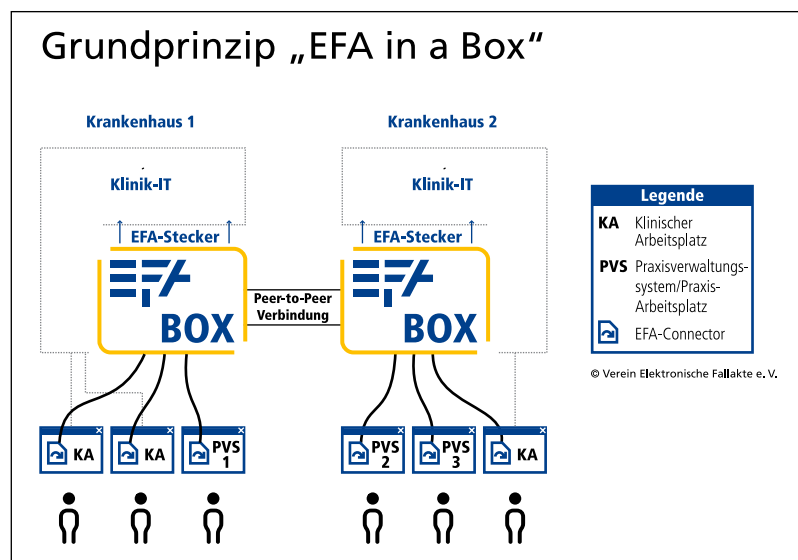 Grundprinzip „EFA in a Box“
Krankenhaus 1
Krankenhaus 2
Klinik-IT
Klinik-IT
EFA-Stecker
EFA-Stecker
EFA
BOX
Peer-to-Peer
Verbindung
EFA
BOX
KA
KA
PVS
1
PVS
2
PVS
3
KA
Legende
KA Klinischer
Arbeitsplatz
PVS Praxisverwaltungs-
system/Praxis-
Arbeitsplatz
EFA-Connector
© Verein Elektronische Fallakte e. V.